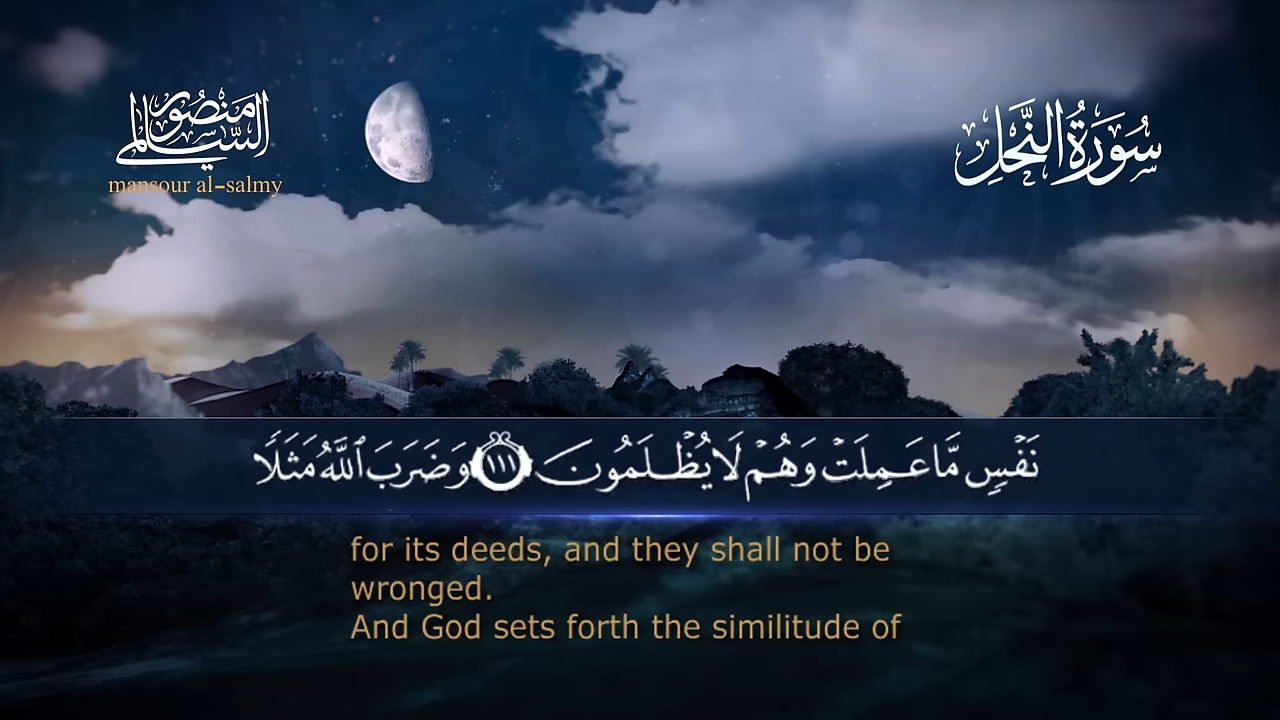 منصور السالمي
mansour al-salmy
سُورَةُ النَّحْلِ
نَفْسٍ مَّا عَمِلَتْ وَهُمْ لَا يُظْلَمُونَ ١١١ وَضَرَبَ ٱللَّهُ مَثَلًا
for its deeds, and they shall not be
wronged.
And God sets forth the similitude of